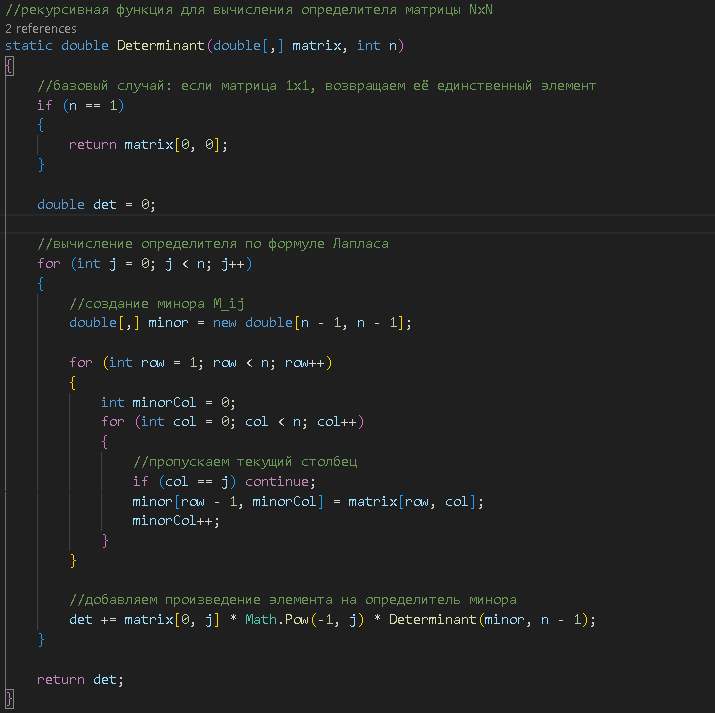 //рекурсивная функция для вычисления определителя матрицы NxN
2 references
static double Determinant(double[,] matrix, int n)
{
    //базовый случай: если матрица 1x1, возвращаем её единственный элемент
    if (n == 1)
    {
        return matrix[0, 0];
    }
    double det = 0;
    //вычисление определителя по формуле Лапласа
    for (int j = 0; j < n; j++)
    {
        //создание минора M_ij
        double[,] minor = new double[n - 1, n - 1];
        for (int row = 1; row < n; row++)
        {
            int minorCol = 0;
            for (int col = 0; col < n; col++)
            {
                //пропускаем текущий столбец
                if (col == j) continue;
                minor[row - 1, minorCol] = matrix[row, col];
                minorCol++;
            }
        }
        //добавляем произведение элемента на определитель минора
        det += matrix[0, j] * Math.Pow(-1, j) * Determinant(minor, n - 1);
    }
    return det;
}